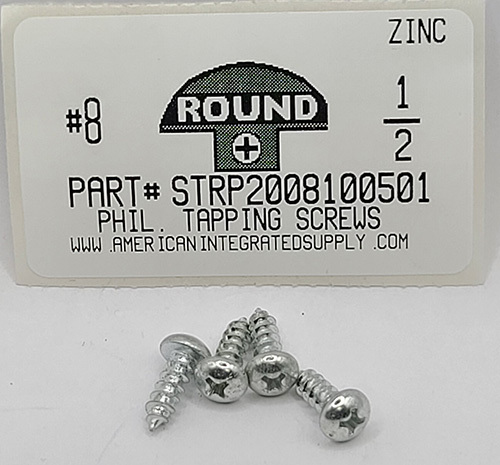 ZINC
#8
ROUND
1
2
PART# STRP2008100501
PHIL. TAPPING SCREWS
WWW.AMERICANINTEGRATEDSUPPLY.COM